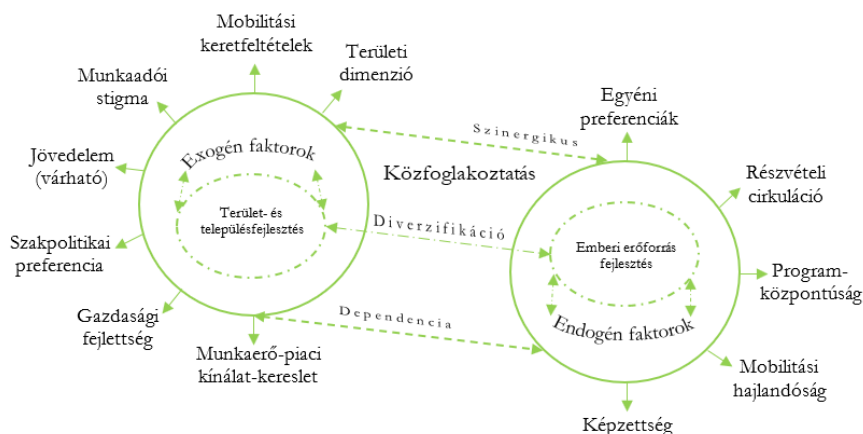 Mobilitási
keretfeltételek
Területi
dimenzió
Munkaadói
stigma
Jövedelem
(várható)
Szakpolitikai
preferencia
Gazdasági
fejlettség
Munkaerő-piaci
kínálat-kereslet
Exogén faktorok
Terület- és
településfejlesztés
Szinergikus
Közfoglakoztatás
Diverzifikáció
Dependencia
Egyéni
preferenciák
Részvételi
cirkuláció
Program-
központúság
Mobilitási
hajlandóság
Képzettség
Emberi erőforrás
fejlesztés
Endogén faktorok